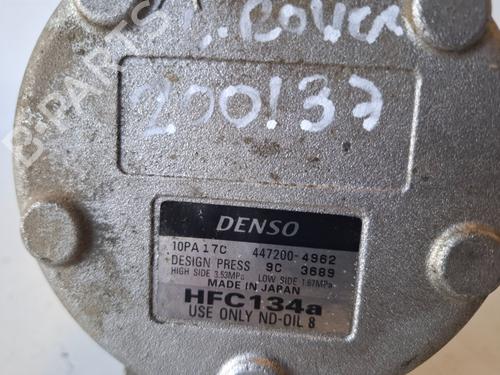 L. ROVER
200137
B-PARTS
DENSO
10PA17C 447200-4962
DESIGN PRESS 9C 3689
HIGH SIDE 3.53MPa LOW SIDE 1.67MPa
MADE IN JAPAN
HFC134a
USE ONLY ND-OIL 8